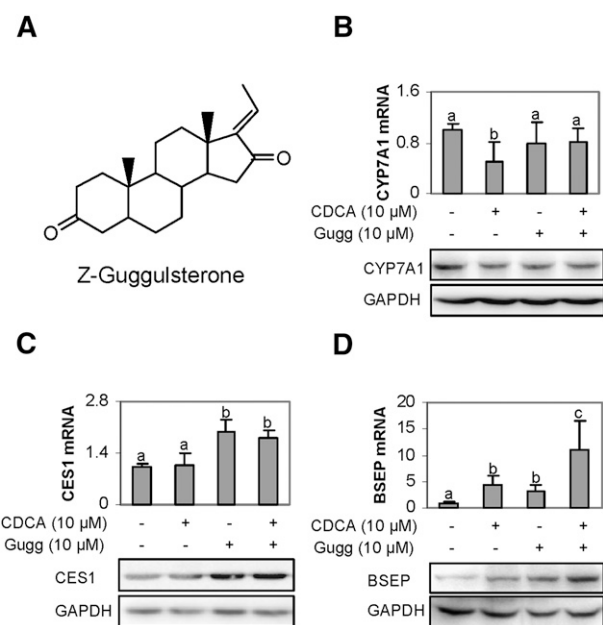 A
O
O
Z-Guggulsterone
B
CYP7A1 mRNA
1.6
0.8
0
a
b
a
a
CDCA (10 µM) - + - +
Gugg (10 µM) - - + +
CYP7A1
GAPDH
C
CES1 mRNA
2.8
1.4
0
a
a
b
b
CDCA (10 µM) - + - +
Gugg (10 µM) - - + +
CES1
GAPDH
D
BSEP mRNA
20
15
10
5
0
a
b
b
c
CDCA (10 µM) - + - +
Gugg (10 µM) - - + +
BSEP
GAPDH